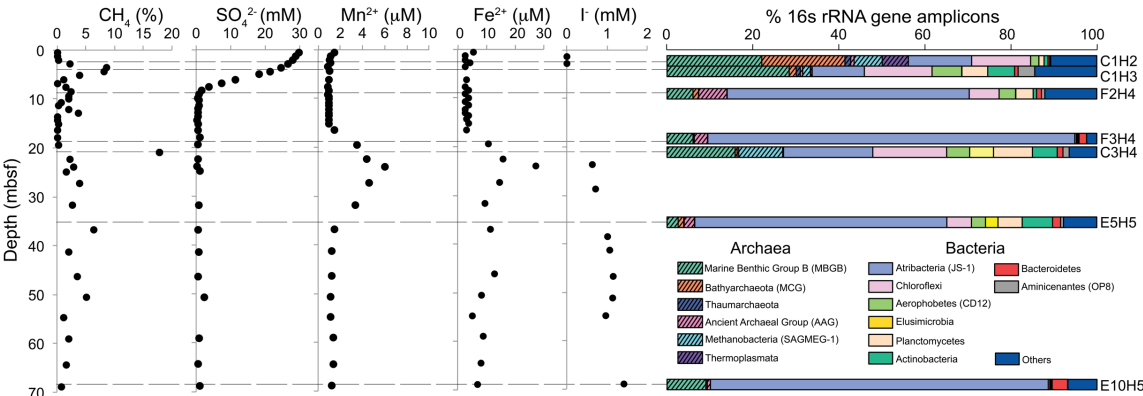 CH4 (%) SO4 2- (mM) Mn2+ (μM) Fe2+ (μM) I- (mM) % 16s rRNA gene amplicons
0 5 10 15 20 0 10 20 30 0 2 4 6 8 10 0 10 20 30 0 1 2 0 20 40 60 80 100
Depth (mbsf)
0
10
20
30
40
50
60
70
C1H2
C1H3
F2H4
F3H4
C3H4
E5H5
E10H5
Archaea
Marine Benthic Group B (MBGB)
Bathyarchaeota (MCG)
Thaumarchaeota
Ancient Archaeal Group (AAG)
Methanobacteria (SAGMEG-1)
Thermoplasmata
Bacteria
Atribacteria (JS-1)
Chloroflexi
Aerophobetes (CD12)
Elusimicrobia
Planctomycetes
Actinobacteria
Bacteroidetes
Aminicenantes (OP8)
Others